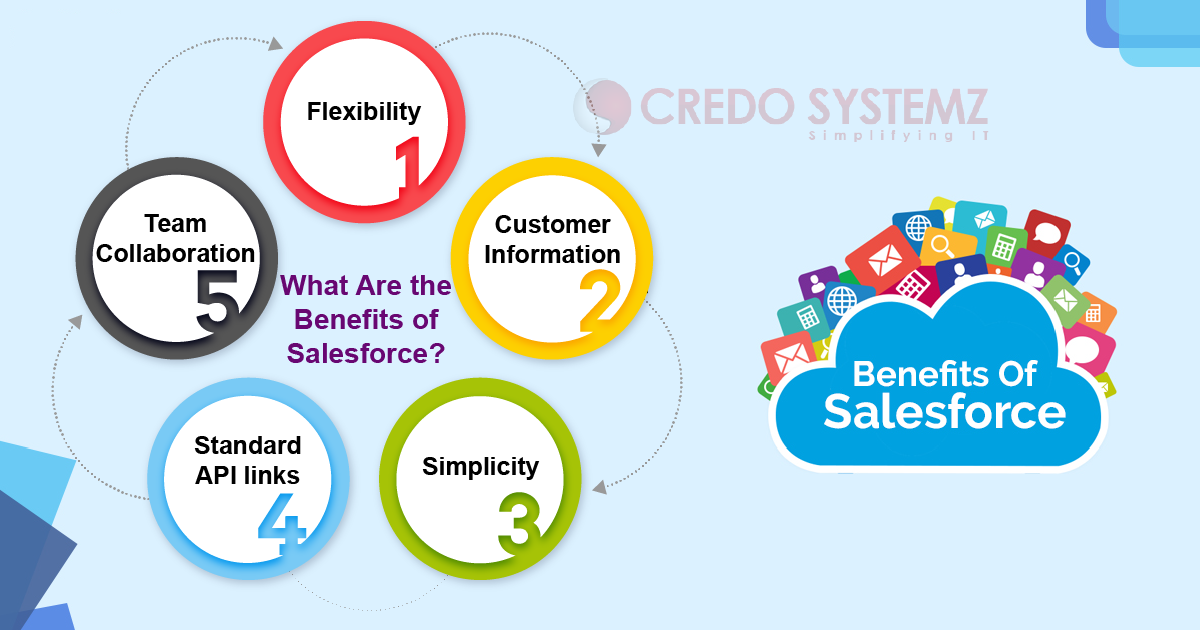 Flexibility
1
CREDO SYSTEMZ
Simplifying IT
Customer
Information
2
Simplicity
3
Standard
API links
4
Team
Collaboration
5
What Are the
Benefits of
Salesforce?
Benefits Of
Salesforce